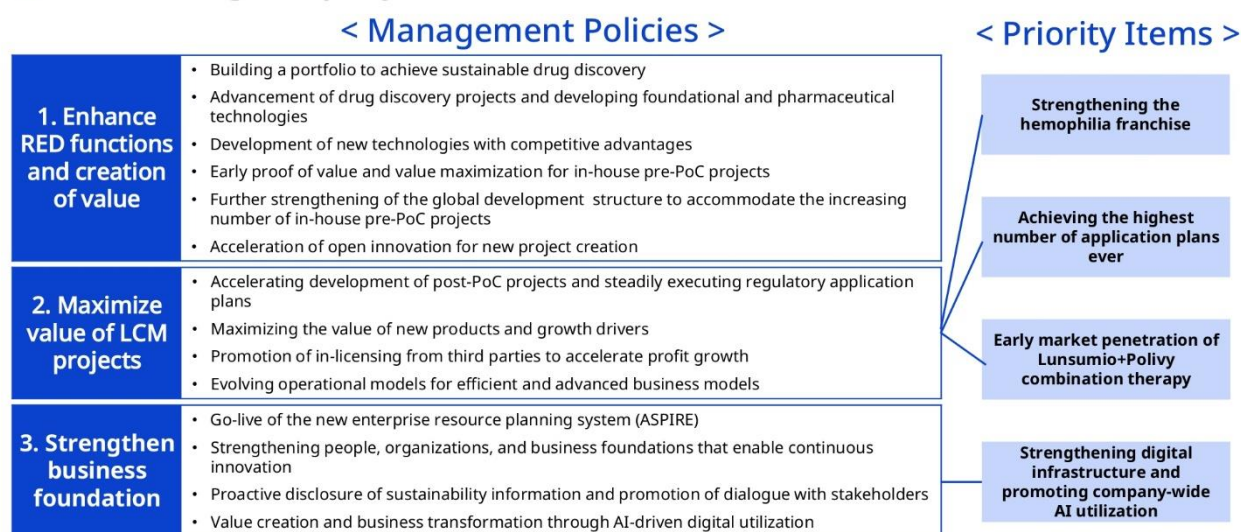 < Management Policies >
< Priority Items >
1. Enhance
RED functions
and creation
of value
• Building a portfolio to achieve sustainable drug discovery
• Advancement of drug discovery projects and developing foundational and pharmaceutical
technologies
• Development of new technologies with competitive advantages
• Early proof of value and value maximization for in-house pre-PoC projects
• Further strengthening of the global development structure to accommodate the increasing
number of in-house pre-PoC projects
• Acceleration of open innovation for new project creation
2. Maximize
value of LCM
projects
• Accelerating development of post-PoC projects and steadily executing regulatory application
plans
• Maximizing the value of new products and growth drivers
• Promotion of in-licensing from third parties to accelerate profit growth
• Evolving operational models for efficient and advanced business models
3. Strengthen
business
foundation
• Go-live of the new enterprise resource planning system (ASPIRE)
• Strengthening people, organizations, and business foundations that enable continuous
innovation
• Proactive disclosure of sustainability information and promotion of dialogue with stakeholders
• Value creation and business transformation through AI-driven digital utilization
Strengthening the
hemophilia franchise
Achieving the highest
number of application plans
ever
Early market penetration of
Lunsumio+Polivy
combination therapy
Strengthening digital
infrastructure and
promoting company-wide
AI utilization